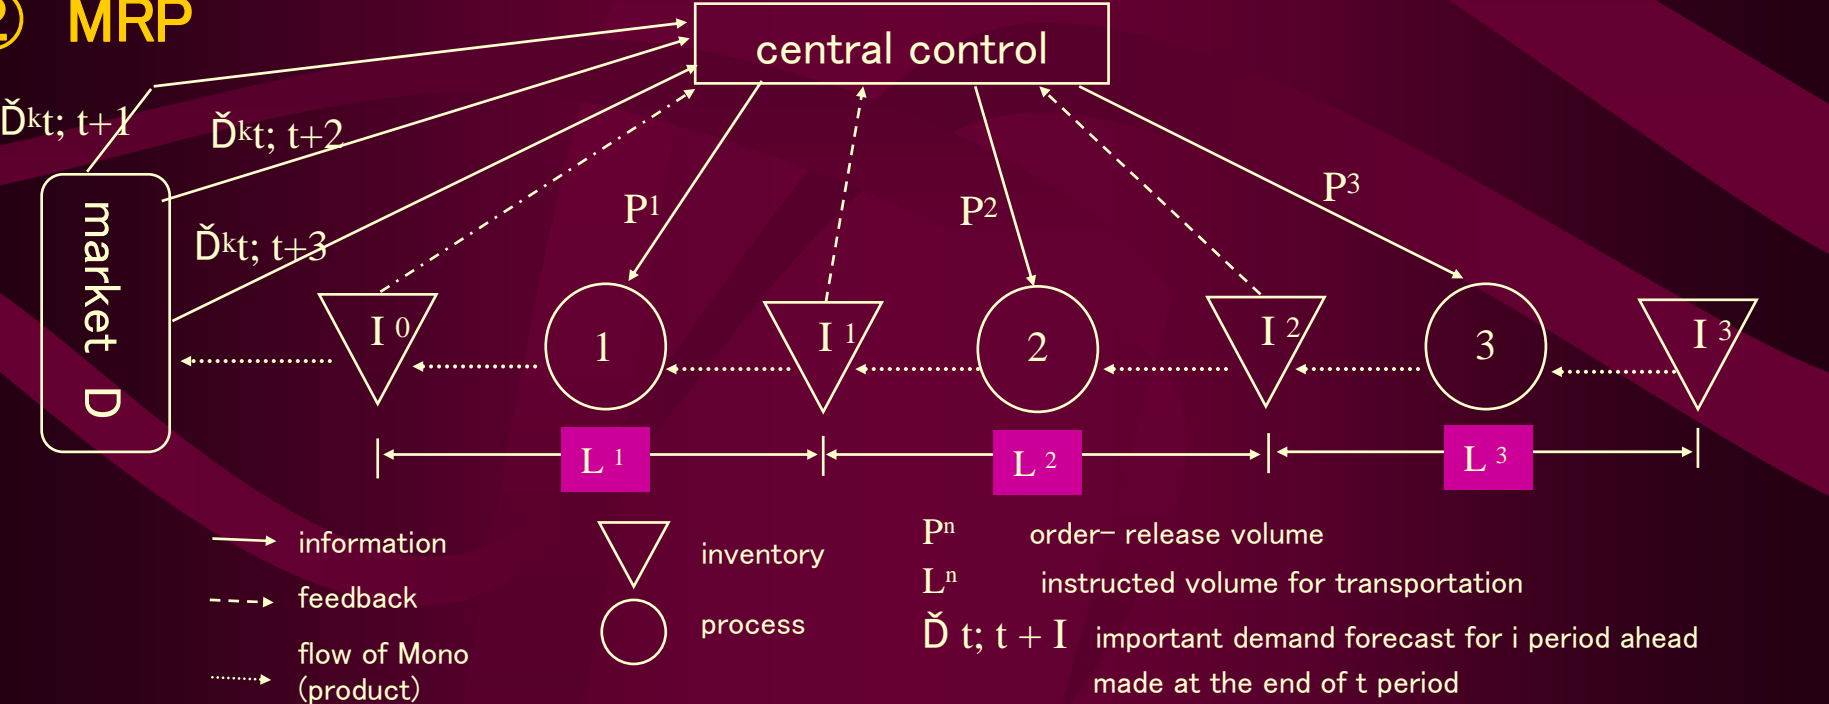 ② MRP
central control
Ďᵏt; t+1
Ďᵏt; t+2
Ďᵏt; t+3
market D
P¹
P²
P³
I 0
1
I 1
2
I 2
3
I 3
L 1
L 2
L 3
information
feedback
flow of Mono
(product)
inventory
process
Pⁿ order- release volume
Lⁿ instructed volume for transportation
Ď t; t + I important demand forecast for i period ahead
made at the end of t period